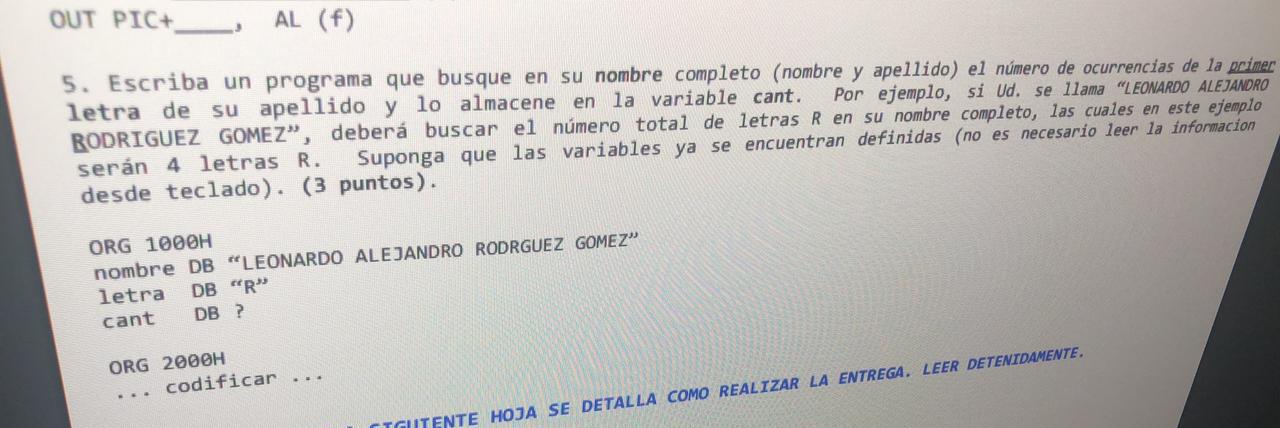 OUT PIC+____, AL (f)
5. Escriba un programa que busque en su nombre completo (nombre y apellido) el número de ocurrencias de la primer
letra de su apellido y lo almacene en la variable cant. Por ejemplo, si Ud. se llama “LEONARDO ALEJANDRO
RODRIGUEZ GOMEZ”, deberá buscar el número total de letras R en su nombre completo, las cuales en este ejemplo
serán 4 letras R. Suponga que las variables ya se encuentran definidas (no es necesario leer la informacion
desde teclado). (3 puntos).
ORG 1000H
nombre DB “LEONARDO ALEJANDRO RODRGUEZ GOMEZ”
letra DB “R”
cant DB ?
ORG 2000H
... codificar ...
SIGUIENTE HOJA SE DETALLA COMO REALIZAR LA ENTREGA. LEER DETENIDAMENTE.